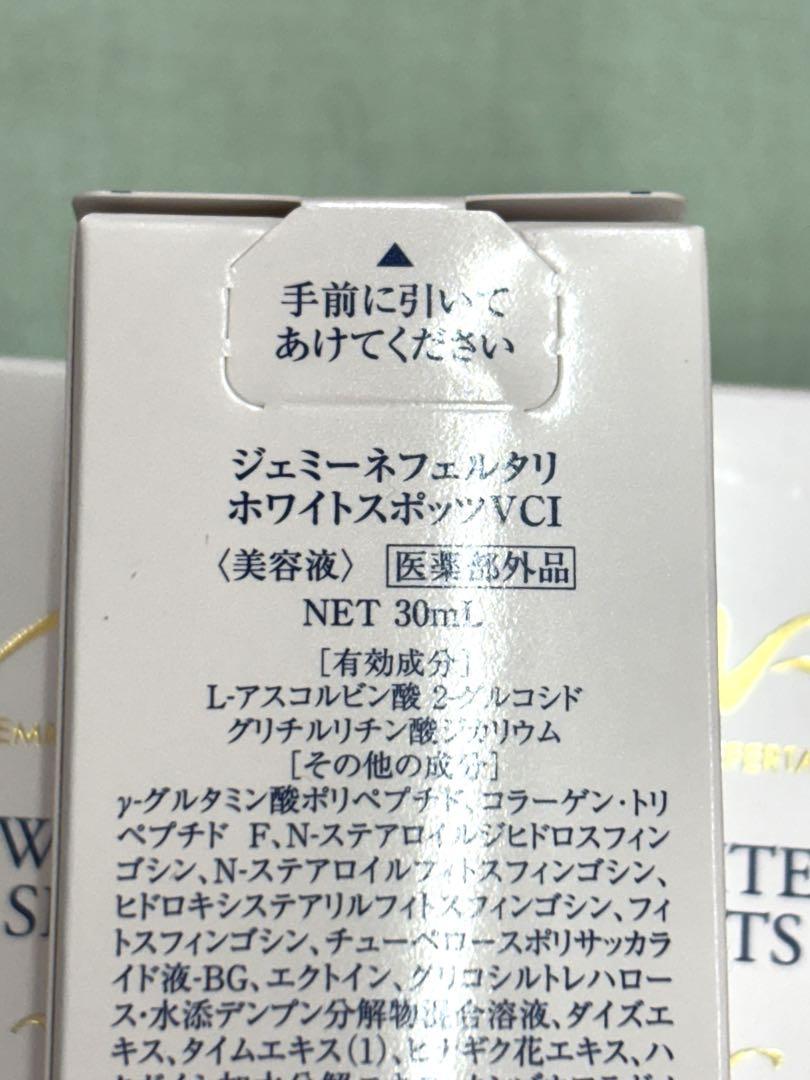 ▲
手前に引いて
あけてください
ジェミーネフェルタリ
ホワイトスポッツVCI
〈美容液〉 医薬部外品
NET 30mL
[有効成分]
L-アスコルビン酸 2-グルコシド
グリチルリチン酸ジカリウム
[その他の成分]
γ-グルタミン酸ポリペプチド、コラーゲン・トリ
ペプチド F、N-ステアロイルジヒドロスフィン
ゴシン、N-ステアロイルフィトスフィンゴシン、
ヒドロキシステアリルフィトスフィンゴシン、フィ
トスフィンゴシン、チューベロースポリサッカラ
イド液-BG、エクトイン、グリコシルトレハロー
ス・水添デンプン分解物混合溶液、ダイズエ
キス、タイムエキス(1)、ヒナギク花エキス、ハ